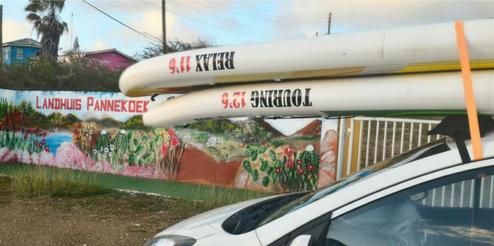 LANDHUIS PANNEKOEK
RELAX 11'6
TOURING 12'6